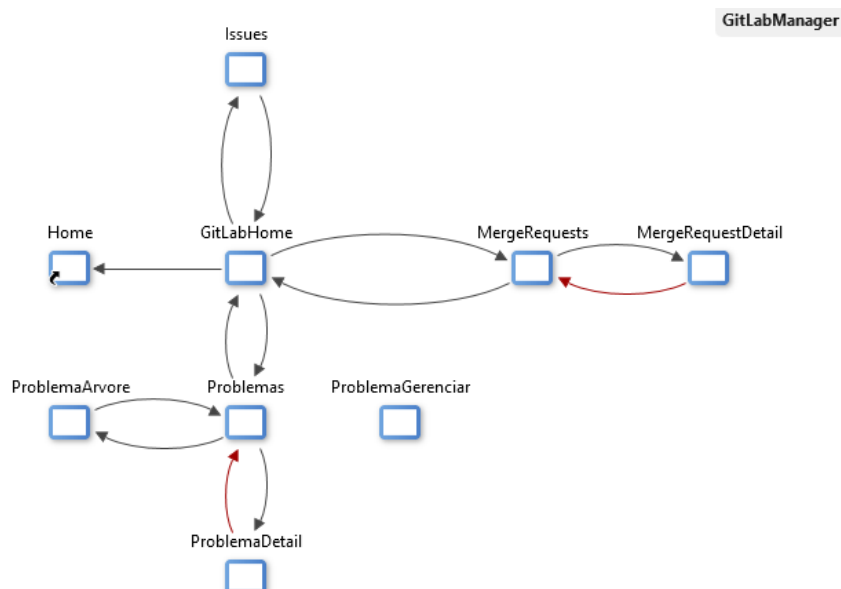 GitLabManager
Issues
Home
GitLabHome
MergeRequests
MergeRequestDetail
ProblemaArvore
Problemas
ProblemaGerenciar
ProblemaDetail